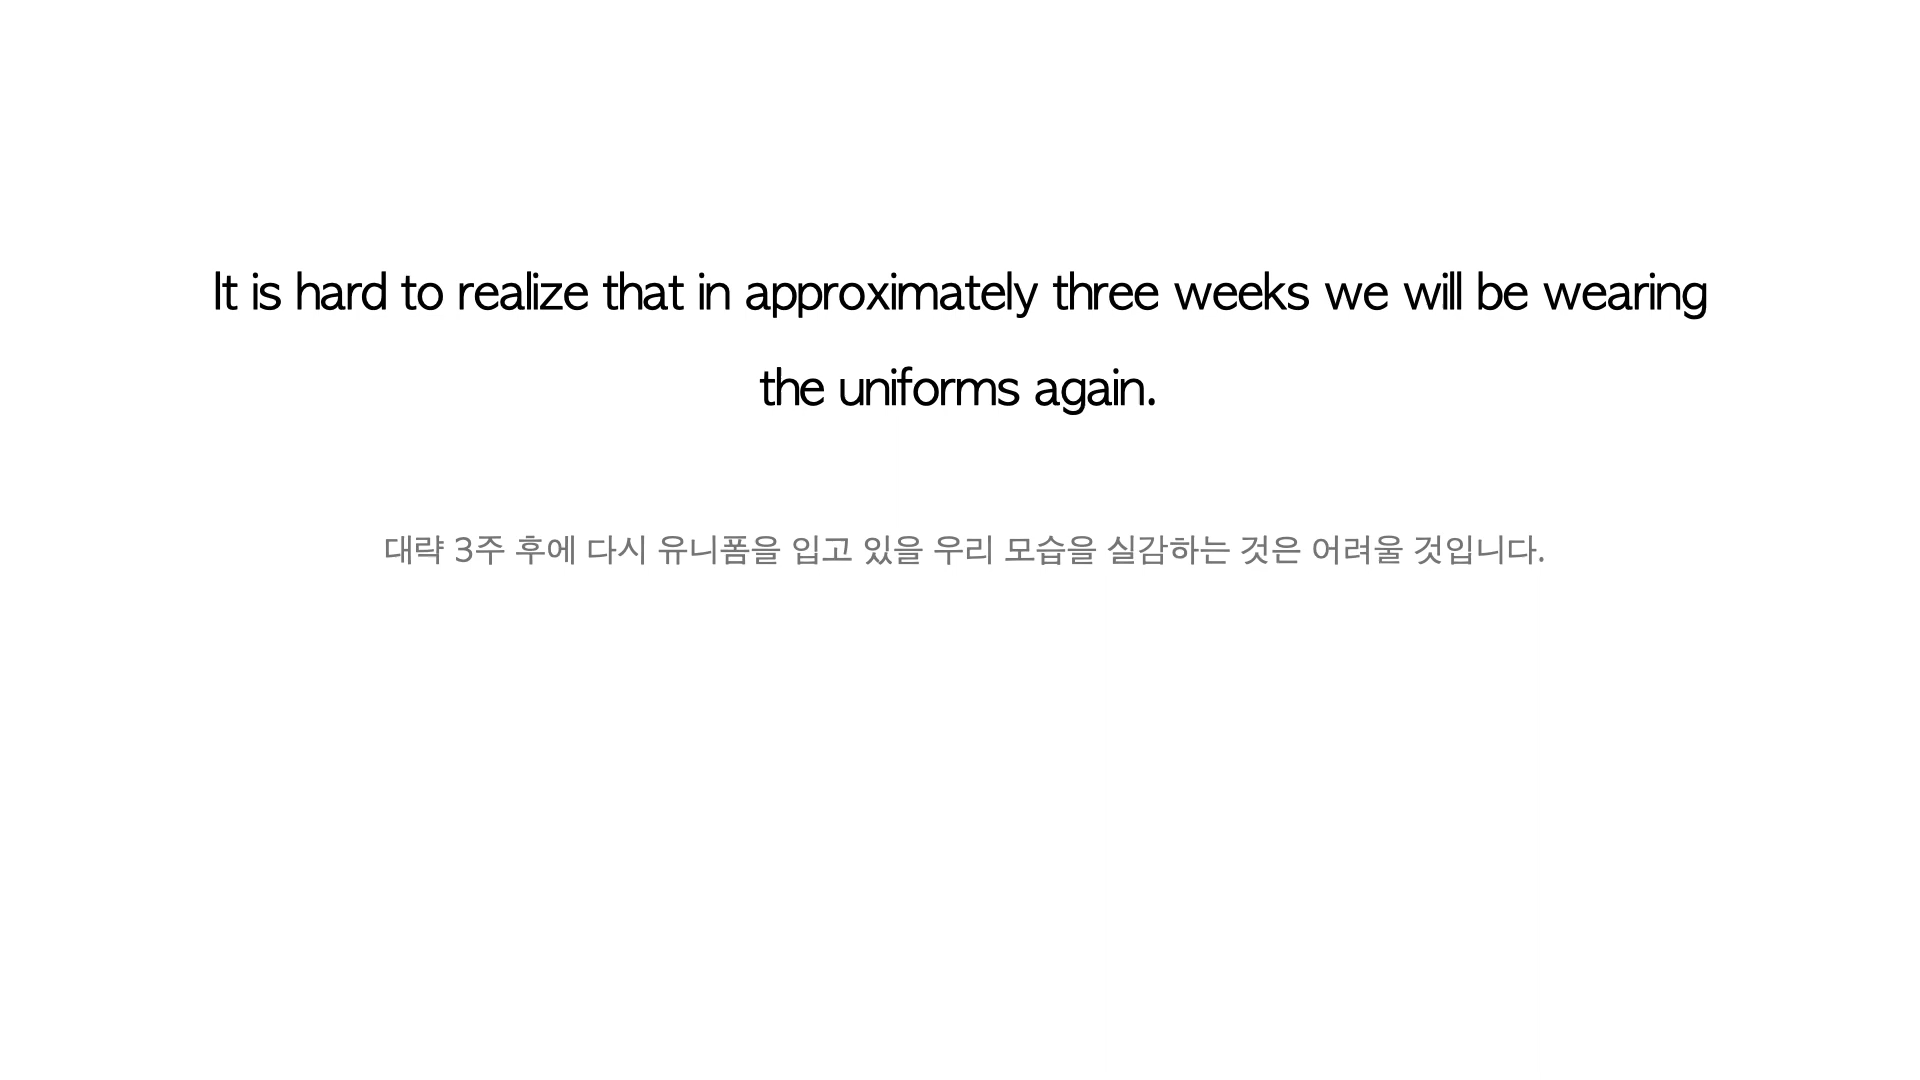 It is hard to realize that in approximately three weeks we will be wearing
the uniforms again.
대략 3주 후에 다시 유니폼을 입고 있을 우리 모습을 실감하는 것은 어려울 것입니다.